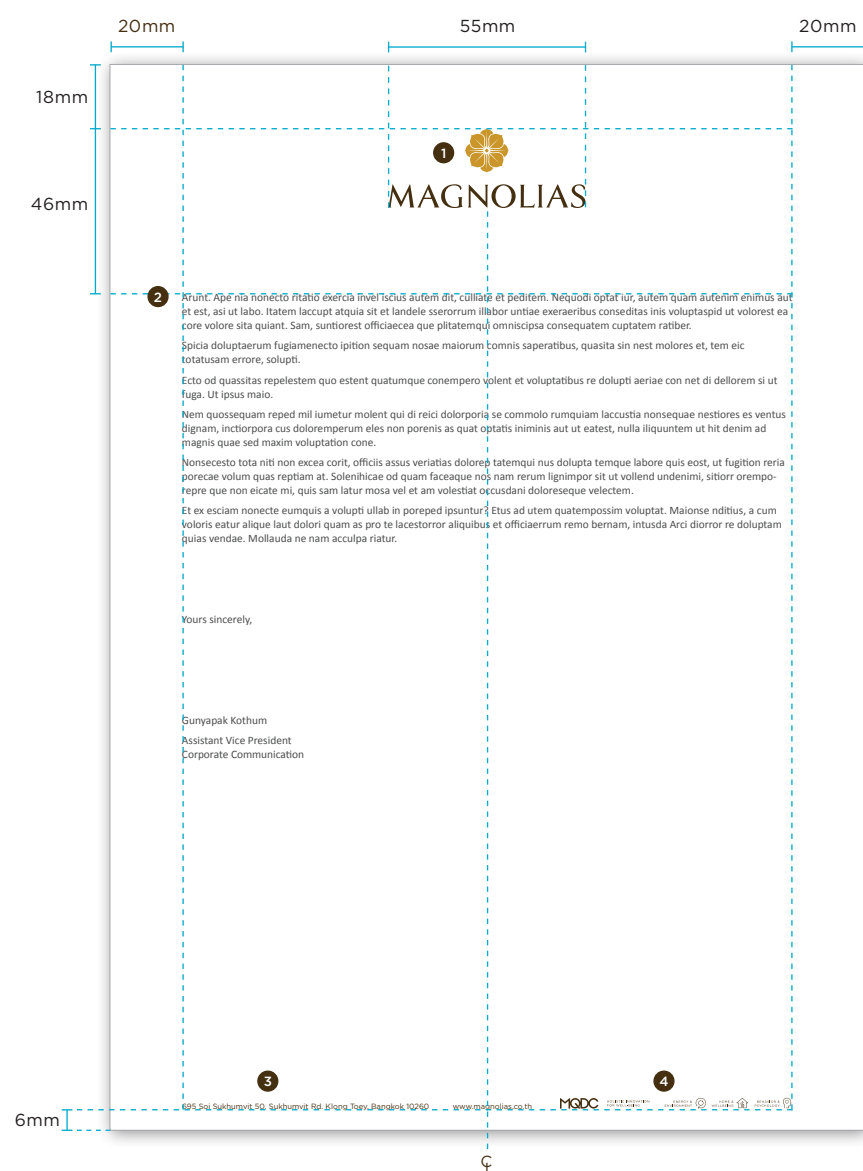 20mm 55mm 20mm
18mm
1
MAGNOLIAS
46mm
2
Arunt. Ape nia nonecto ritatio exercia invel iscius autem dit, culliate et peditem. Nequodi optat iur, autem quam autenim enimus aut
et est, asi ut labo. Itatem laccupt atquia sit et landele sserorrum illabor untiae exeraeribus conseditas inis voluptaspid ut volorest ea
core volore sita quiant. Sam, suntiorest officiaecea que plitatemqui omniscipsa consequatem cuptatem ratiber.
Spicia doluptaerum fugiamenecto ipition sequam nosae maiorum comnis saperatibus, quasita sin nest molores et, tem eic
totatusam errore, solupti.
Ecto od quassitas repelestem quo estent quatumque conempero volent et voluptatibus re dolupti aeriae con net di dellorem si ut
fuga. Ut ipsus maio.
Nem quossequam reped mil iumetur molent qui di reici dolorporia se commolo rumquiam laccustia nonsequae nestiores es ventus
dignam, inctiorpora cus doloremperum eles non porenis as quat optatis iniminis aut ut eatest, nulla iliquuntem ut hit denim ad
magnis quae sed maxim voluptation cone.
Nonsecesto tota niti non excea corit, officiis assus veriatias dolorep tatemqui nus dolupta temque labore quis eost, ut fugition reria
porecae volum quas reptiam at. Solenihicae od quam faceaque nos nam rerum lignimpor sit ut vollend undenimi, sitiorr orempo-
repre que non eicate mi, quis sam latur mosa vel et am volestiat occusdani doloreseque velectem.
Et ex esciam nonecte eumquis a volupti ullab in poreped ipsuntur? Etus ad utem quatempossim voluptat. Maionse nditius, a cum
voloris eatur alique laut dolori quam as pro te lacestorror aliquibus et officiaerrum remo bernam, intusda Arci diorror re doluptam
quias vendae. Mollauda ne nam acculpa riatur.
Yours sincerely,
Gunyapak Kothum
Assistant Vice President
Corporate Communication
3 4
695 Soi Sukhumvit 50, Sukhumvit Rd. Klong Toey, Bangkok 10260 www.magnolias.co.th MQDC
6mm